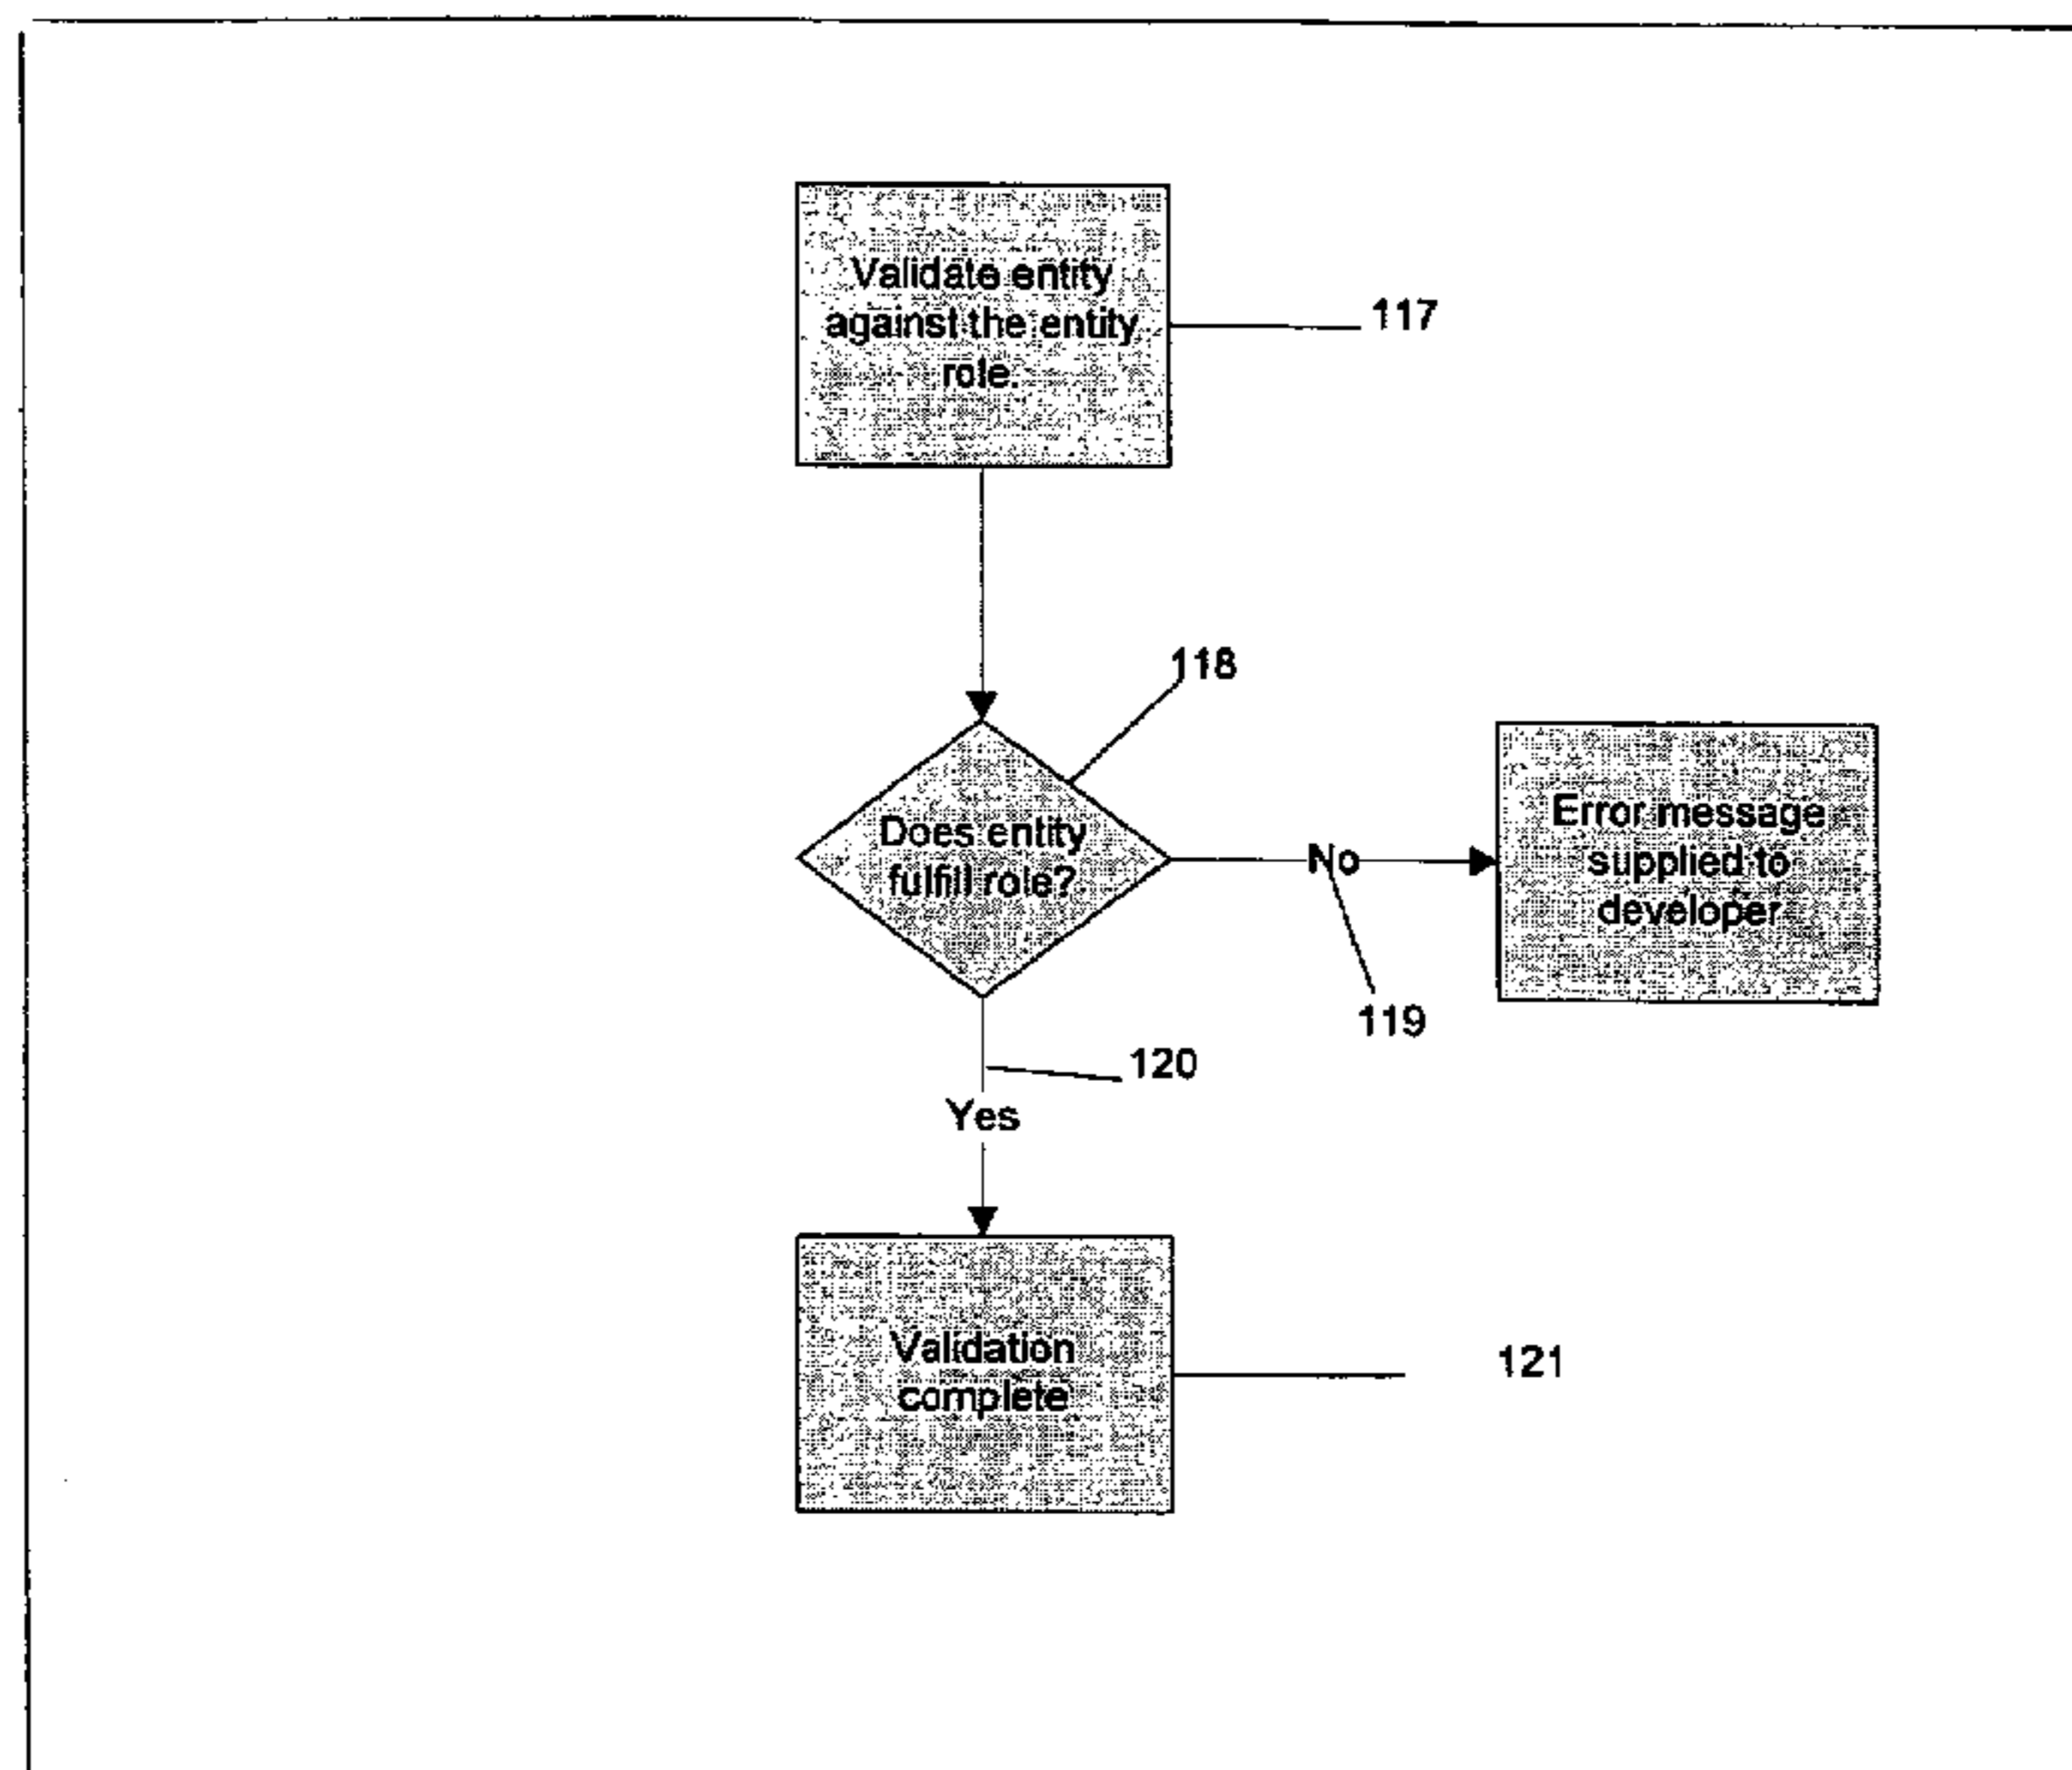 Validate entity
against the entity
role.
117
118
Does entity
fulfill role?
No
Error message
supplied to
developer
119
120
Yes
Validation
complete
121